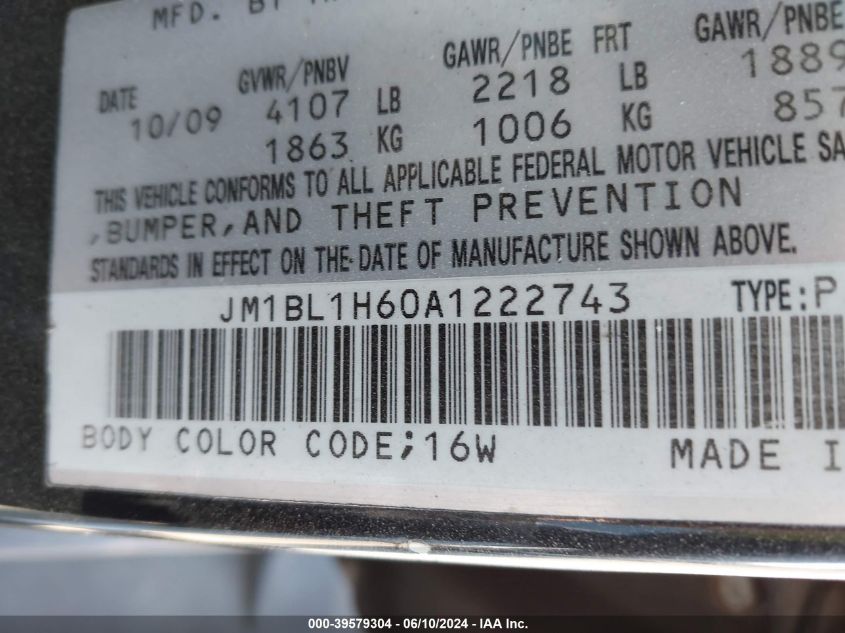 MFD. BY
DATE GVWR/PNBV GAWR/PNBE FRT GAWR/PNBE
10/09 4107 LB 2218 LB 1889
1863 KG 1006 KG 857
THIS VEHICLE CONFORMS TO ALL APPLICABLE FEDERAL MOTOR VEHICLE SA
,BUMPER,AND THEFT PREVENTION
STANDARDS IN EFFECT ON THE DATE OF MANUFACTURE SHOWN ABOVE.
JM1BL1H60A1222743 TYPE:P
BODY COLOR CODE;16W MADE I
000-39579304 - 06/10/2024 - IAA Inc.